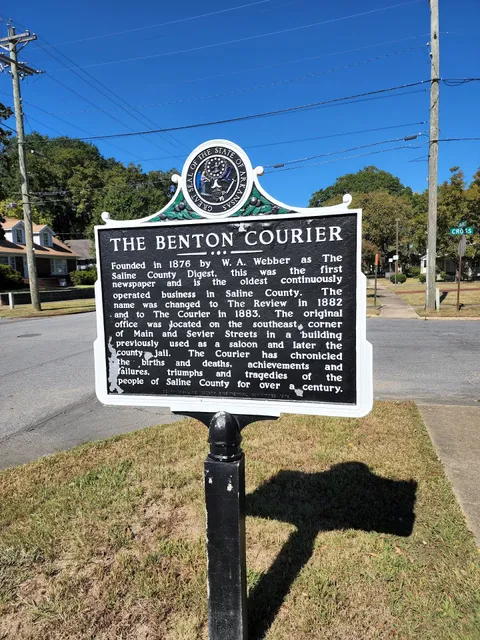 GREAT SEAL OF THE STATE OF ARKANSAS
THE BENTON COURIER
Founded in 1876 by W. A. Webber as The
Saline County Digest, this was the first
newspaper and is the oldest continuously
operated business in Saline County. The
name was changed to The Review in 1882
and to The Courier in 1883. The original
office was located on the southeast corner
of Main and Sevier Streets in a building
previously used as a saloon and later the
county jail. The Courier has chronicled
the births and deaths, achievements and
failures, triumphs and tragedies of the
people of Saline County for over a century.
CROSS